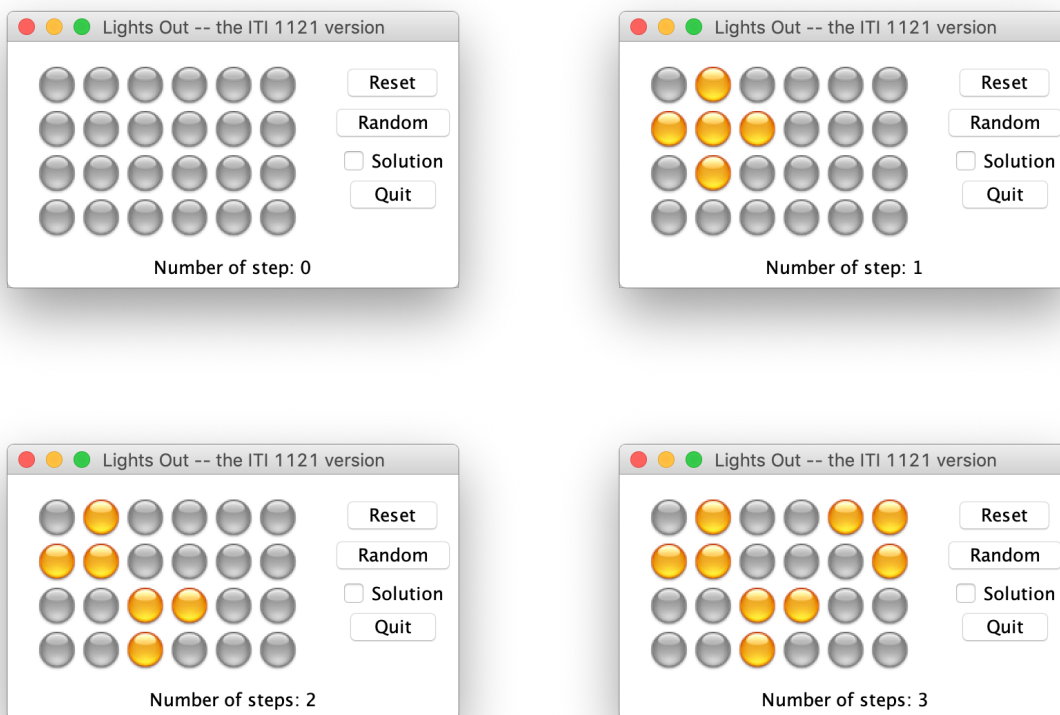 Lights Out -- the ITI 1121 version
Reset
Random
Solution
Quit
Number of step: 0
Lights Out -- the ITI 1121 version
Reset
Random
Solution
Quit
Number of step: 1
Lights Out -- the ITI 1121 version
Reset
Random
Solution
Quit
Number of steps: 2
Lights Out -- the ITI 1121 version
Reset
Random
Solution
Quit
Number of steps: 3